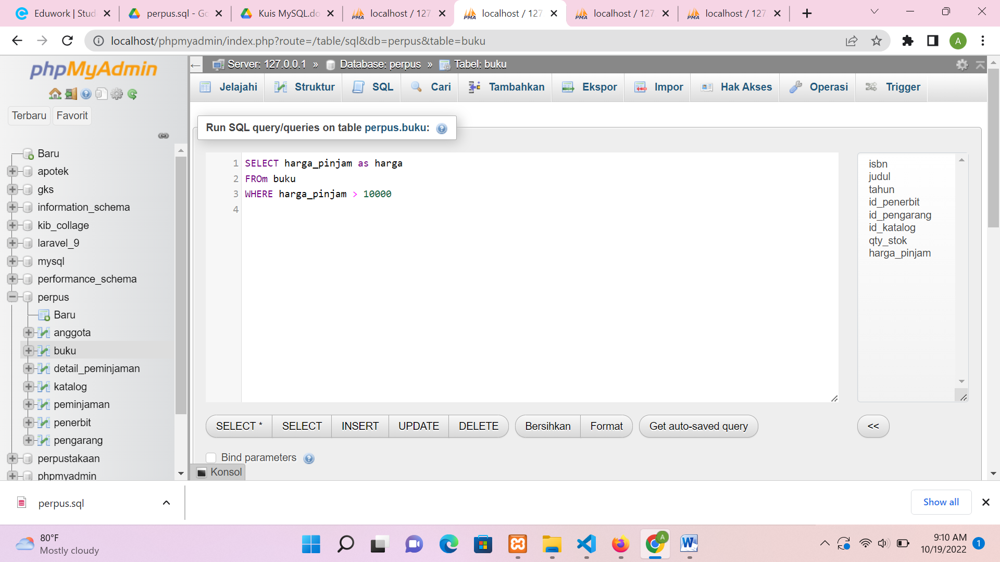 Eduwork | Stud
perpus.sql - Go
Kuis MySQL.do
localhost / 127
localhost / 127
localhost / 127
localhost / 127
localhost/phpmyadmin/index.php?route=/table/sql&db=perpus&table=buku
A
phpMyAdmin
Terbaru
Favorit
Baru
apotek
gks
information_schema
kib_collage
laravel_9
mysql
performance_schema
perpus
Baru
anggota
buku
detail_peminjaman
katalog
peminjaman
penerbit
pengarang
perpustakaan
phpmyadmin
Server: 127.0.0.1 » Database: perpus » Tabel: buku
Jelajahi
Struktur
SQL
Cari
Tambahkan
Ekspor
Impor
Hak Akses
Operasi
Trigger
Run SQL query/queries on table perpus.buku:
1 SELECT harga_pinjam as harga
2 FROm buku
3 WHERE harga_pinjam > 10000
4
isbn
judul
tahun
id_penerbit
id_pengarang
id_katalog
qty_stok
harga_pinjam
SELECT *
SELECT
INSERT
UPDATE
DELETE
Bersihkan
Format
Get auto-saved query
<<
Bind parameters
Konsol
perpus.sql
Show all
80°F
Mostly cloudy
A
W
9:10 AM
10/19/2022
1